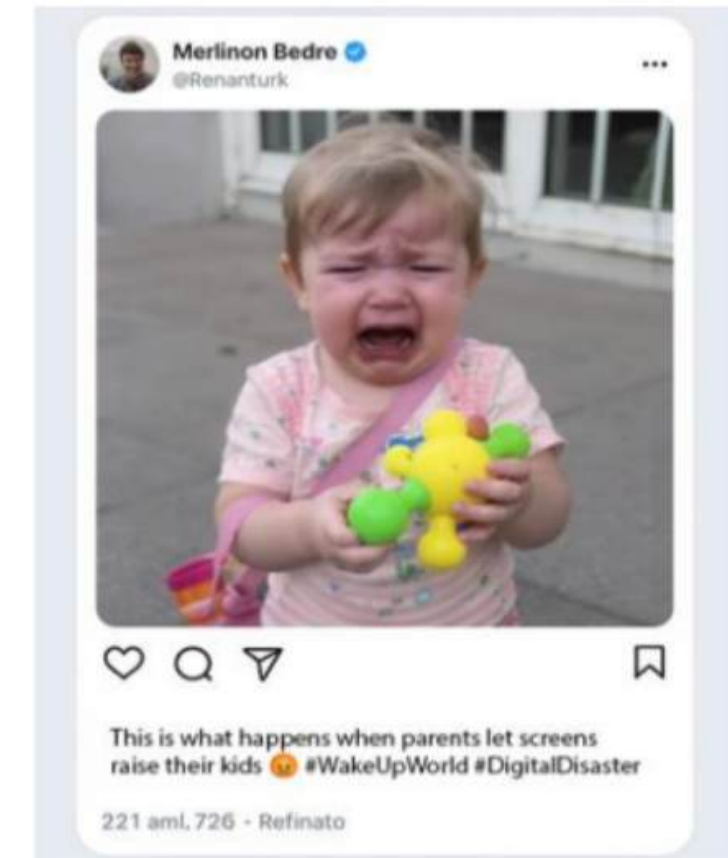 Merlinon Bedre
@Renanturk
This is what happens when parents let screens
raise their kids 😡 #WakeUpWorld #DigitalDisaster
221 aml. 726 - Refinato